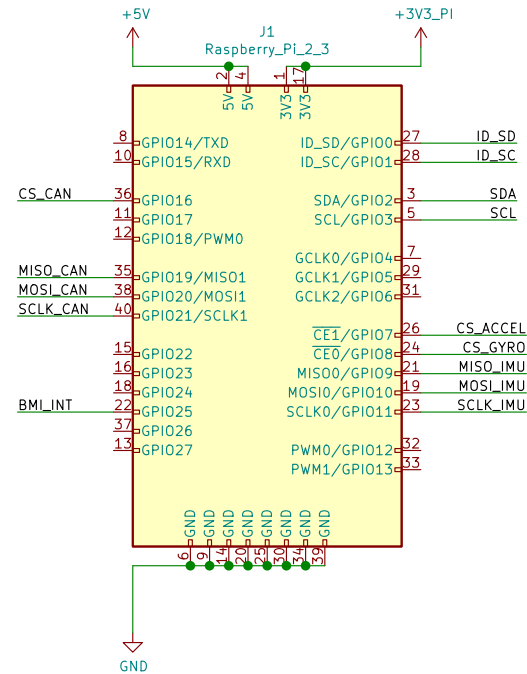 +5V
+3V3_PI
J1
Raspberry_Pi_2_3
2 4 1 17
5V 5V 3V3 3V3
8 GPIO14/TXD ID_SD/GPIO0 27 ID_SD
10 GPIO15/RXD ID_SC/GPIO1 28 ID_SC
CS_CAN 36 GPIO16 SDA/GPIO2 3 SDA
11 GPIO17 SCL/GPIO3 5 SCL
12 GPIO18/PWM0
GCLK0/GPIO4 7
MISO_CAN 35 GPIO19/MISO1 GCLK1/GPIO5 29
MOSI_CAN 38 GPIO20/MOSI1 GCLK2/GPIO6 31
SCLK_CAN 40 GPIO21/SCLK1
CE1/GPIO7 26 CS_ACCEL
15 GPIO22 CE0/GPIO8 24 CS_GYRO
16 GPIO23 MISO0/GPIO9 21 MISO_IMU
18 GPIO24 MOSI0/GPIO10 19 MOSI_IMU
BMI_INT 22 GPIO25 SCLK0/GPIO11 23 SCLK_IMU
37 GPIO26
13 GPIO27 PWM0/GPIO12 32
PWM1/GPIO13 33
GND GND GND GND GND GND GND GND
6 9 14 20 25 30 34 39
GND